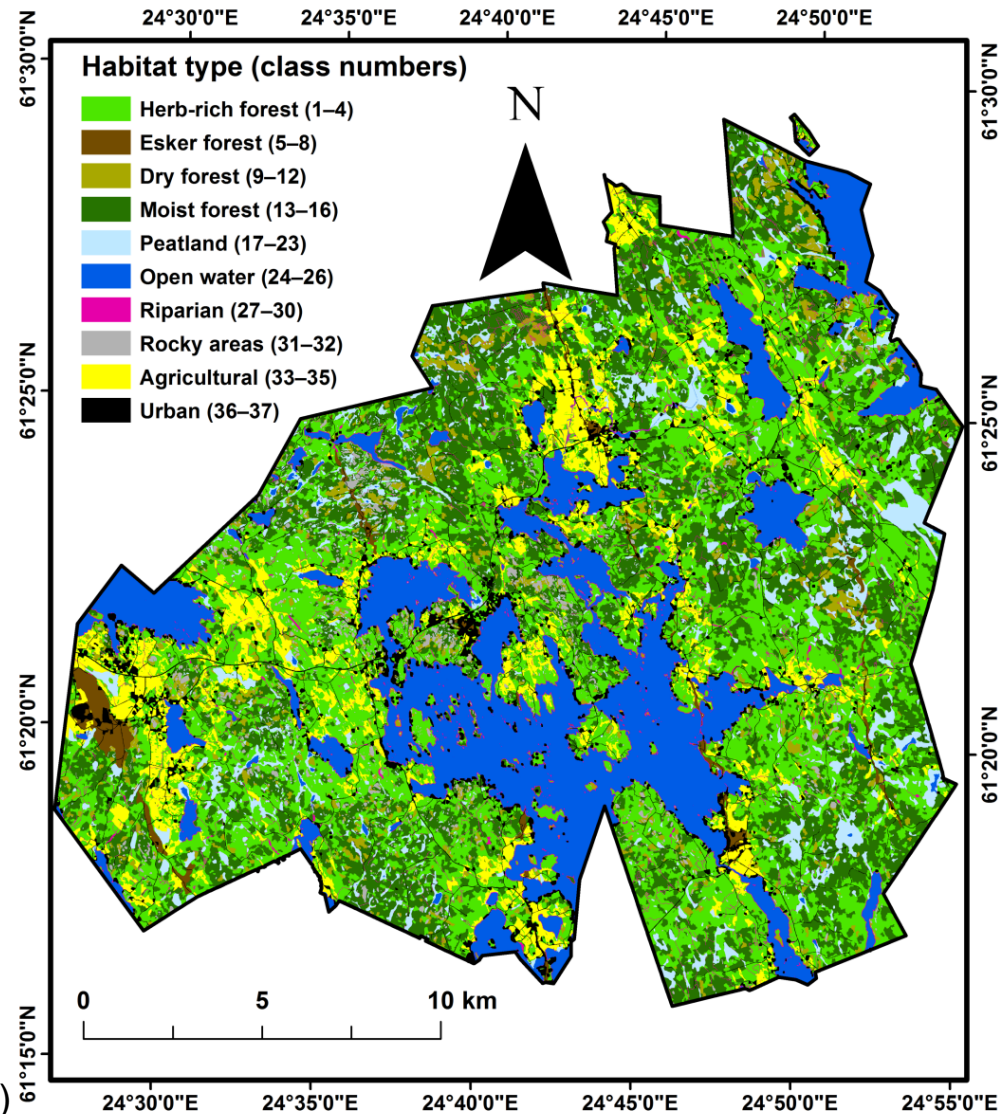 24°30'0"E 24°35'0"E 24°40'0"E 24°45'0"E 24°50'0"E
61°30'0"N
61°30'0"N
Habitat type (class numbers)
N
Herb-rich forest (1–4)
Esker forest (5–8)
Dry forest (9–12)
Moist forest (13–16)
Peatland (17–23)
Open water (24–26)
Riparian (27–30)
Rocky areas (31–32)
Agricultural (33–35)
Urban (36–37)
61°25'0"N
61°25'0"N
61°20'0"N
61°20'0"N
0 5 10 km
61°15'0"N
)
24°30'0"E 24°35'0"E 24°40'0"E 24°45'0"E 24°50'0"E 24°55'0"E